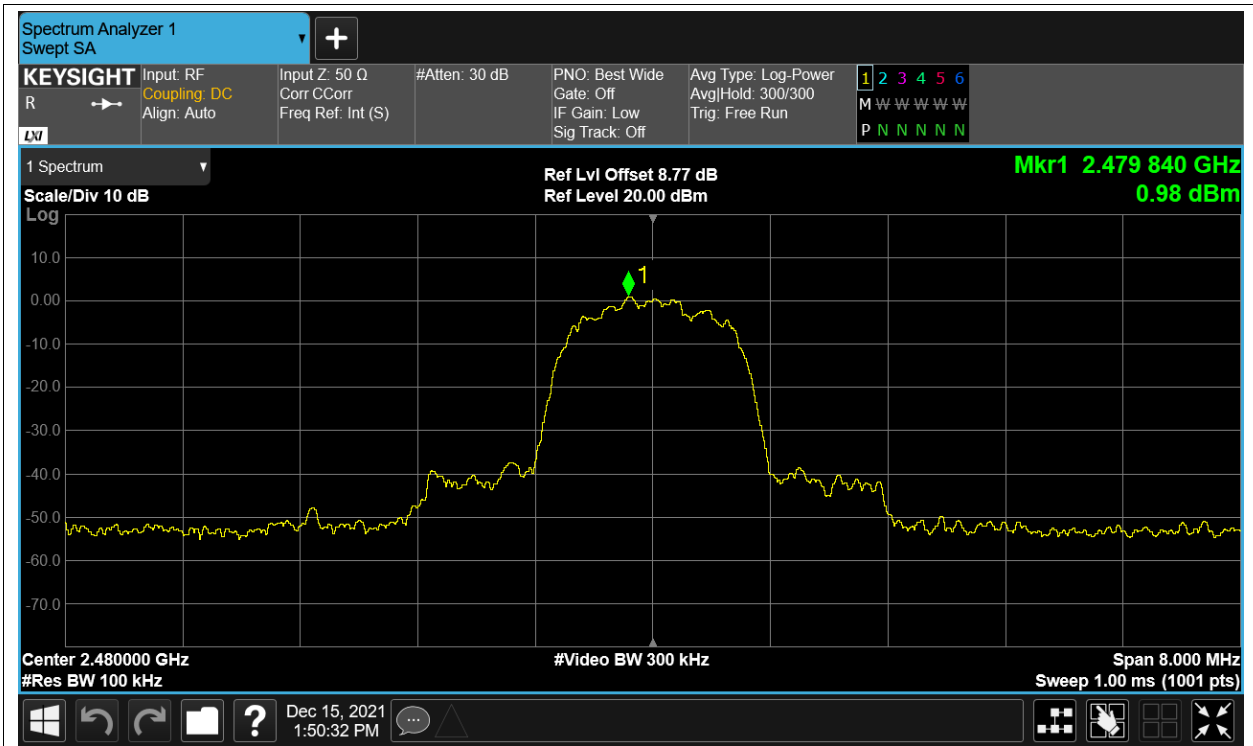 Spectrum Analyzer 1
Swept SA
KEYSIGHT
R
LXI
Input: RF
Coupling: DC
Align: Auto
Input Z: 50 Ω
Corr CCorr
Freq Ref: Int (S)
#Atten: 30 dB
PNO: Best Wide
Gate: Off
IF Gain: Low
Sig Track: Off
Avg Type: Log-Power
Avg|Hold: 300/300
Trig: Free Run
1 2 3 4 5 6
M W W W W W
P N N N N N
1 Spectrum
Scale/Div 10 dB
Log
Ref Lvl Offset 8.77 dB
Ref Level 20.00 dBm
Mkr1 2.479 840 GHz
0.98 dBm
1
10.0
0.00
-10.0
-20.0
-30.0
-40.0
-50.0
-60.0
-70.0
Center 2.480000 GHz
#Res BW 100 kHz
#Video BW 300 kHz
Span 8.000 MHz
Sweep 1.00 ms (1001 pts)
?
Dec 15, 2021
1:50:32 PM